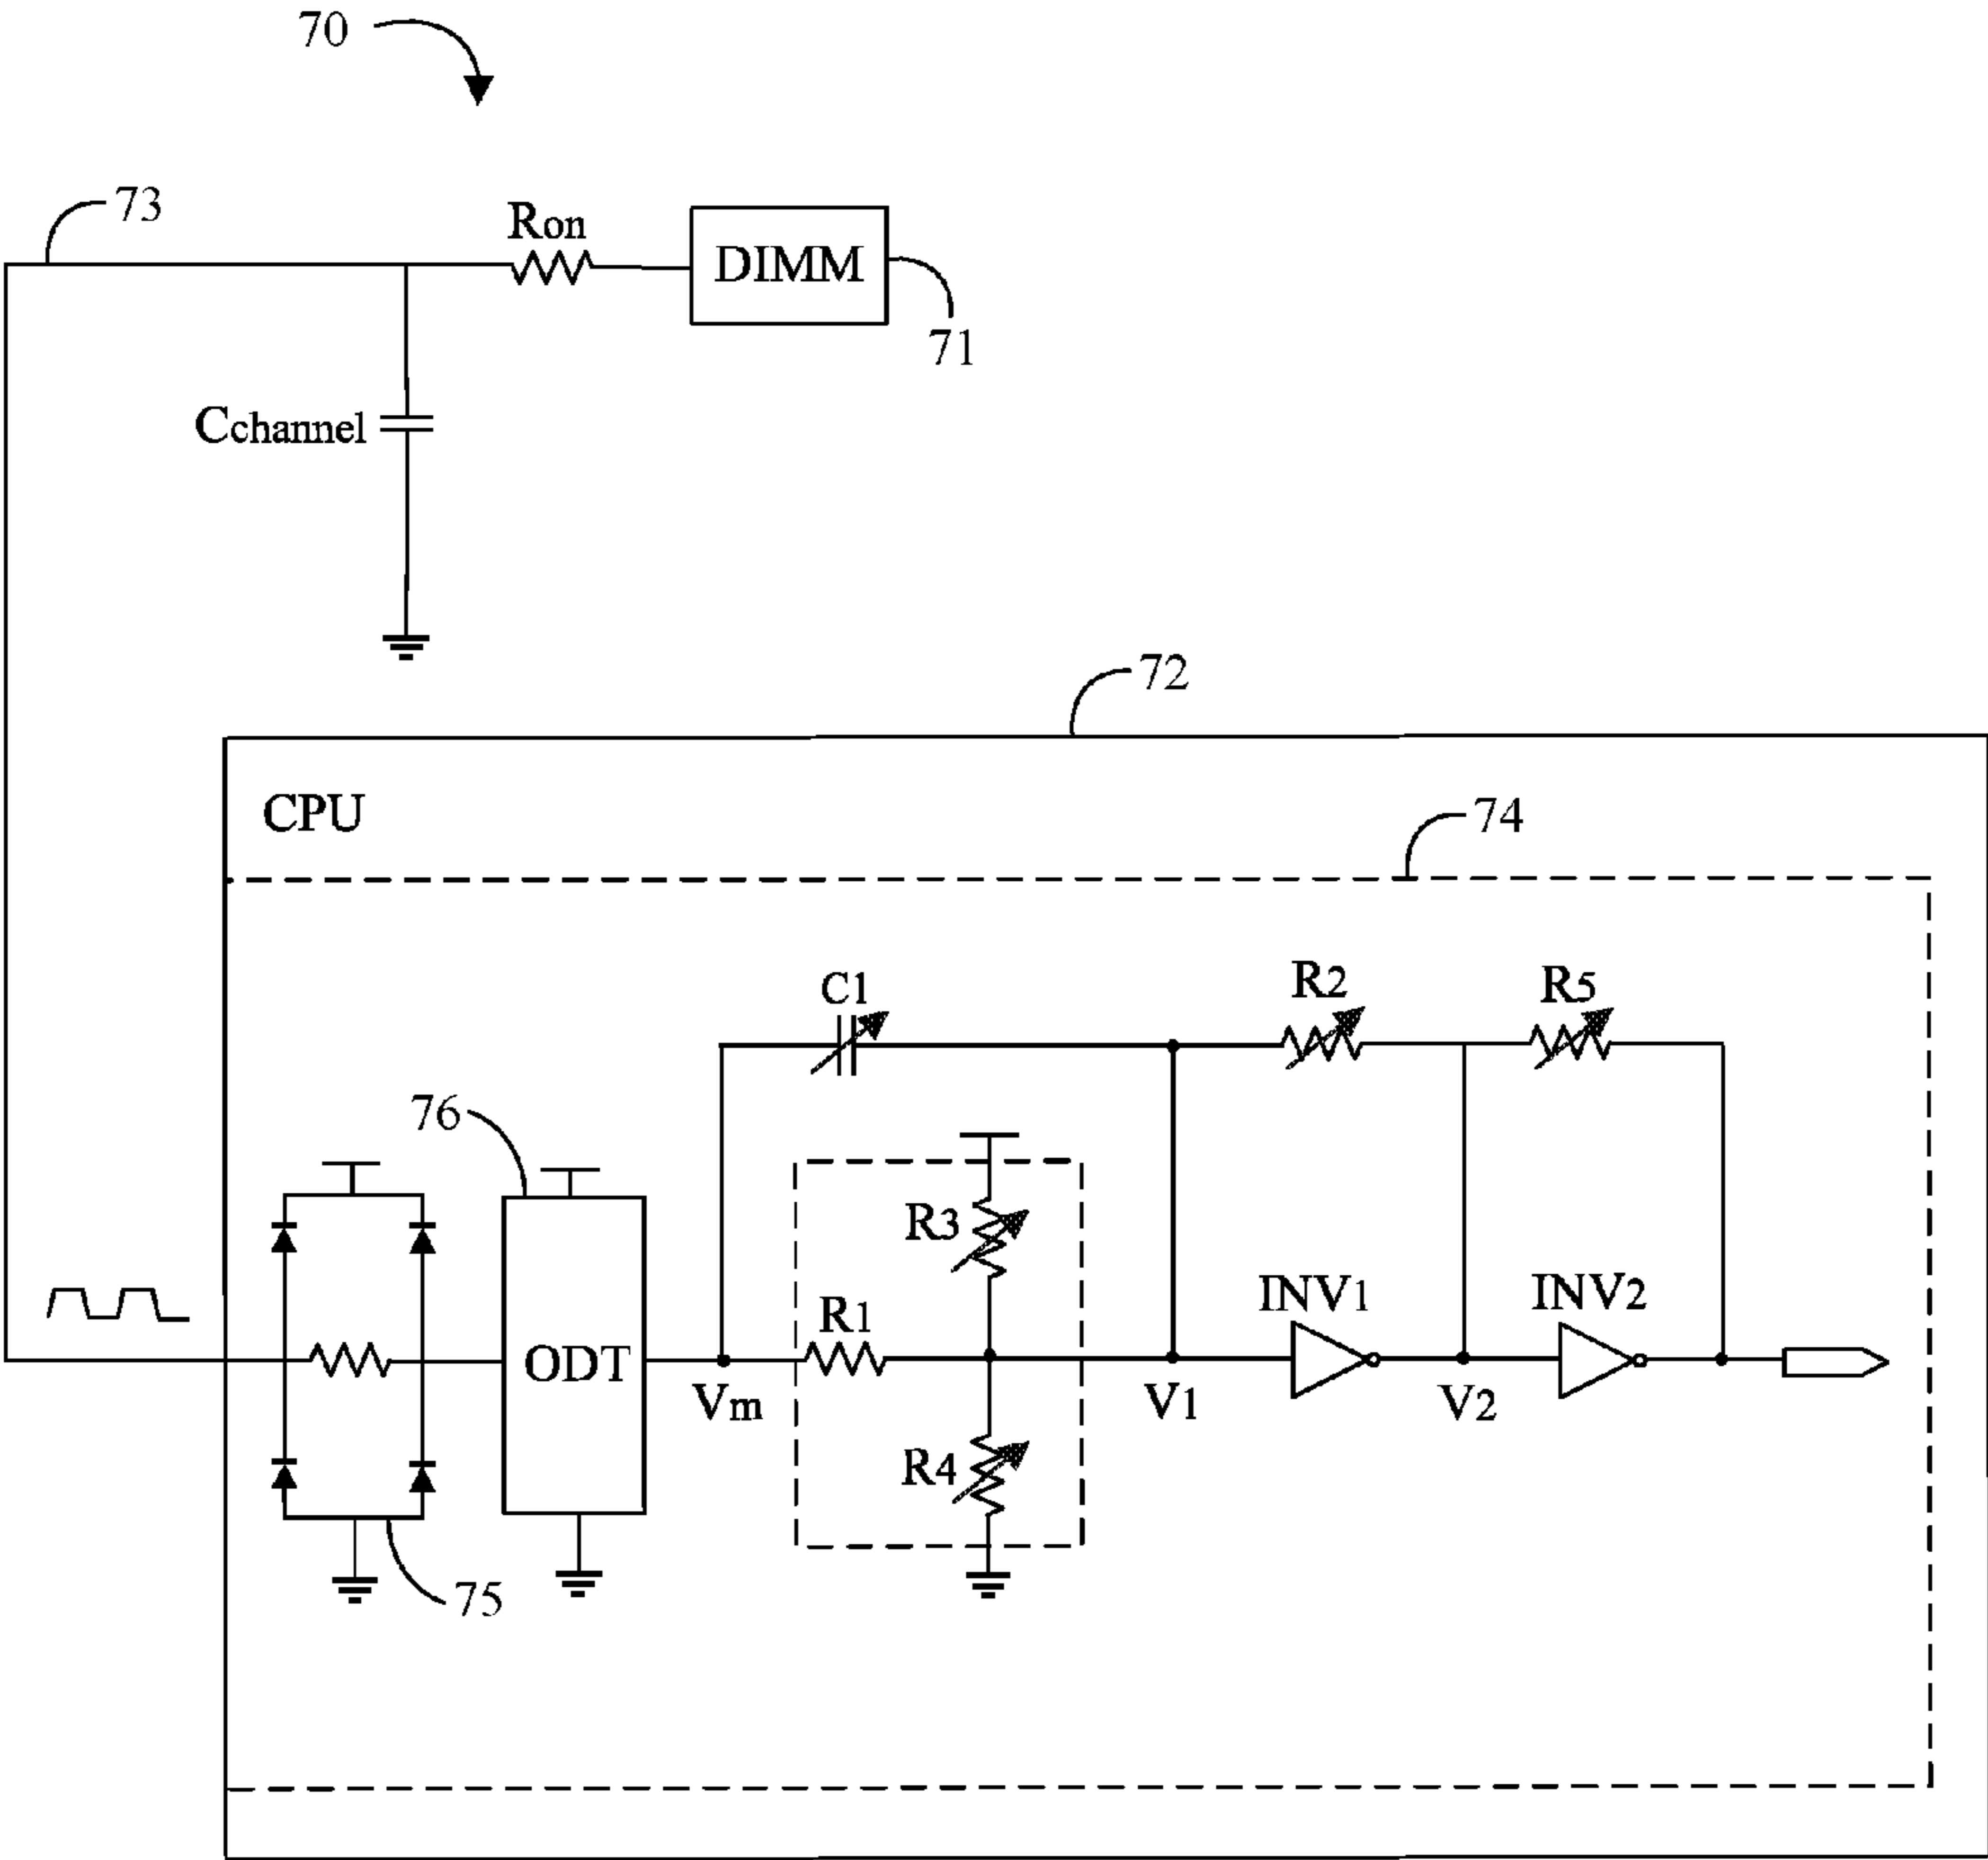 70
73
Ron
DIMM
71
Cchannel
72
CPU
74
C1
R2
R5
76
R3
R1
INV1
INV2
ODT
Vm
V1
V2
R4
75